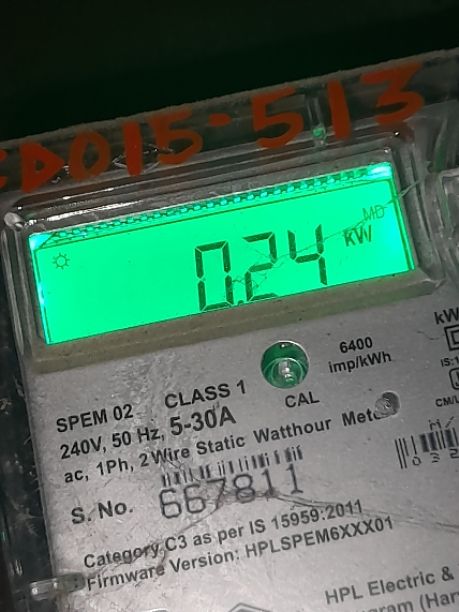 CD015-513
MD
0.24 kW
6400
imp/kWh
CAL
SPEM 02 CLASS 1
240V, 50 Hz, 5-30A
ac, 1Ph, 2 Wire Static Watthour
S. No. 667811
Category C3 as per IS 15959:2011
Firmware Version: HPLSPEM6XXX01
HPL Electric &